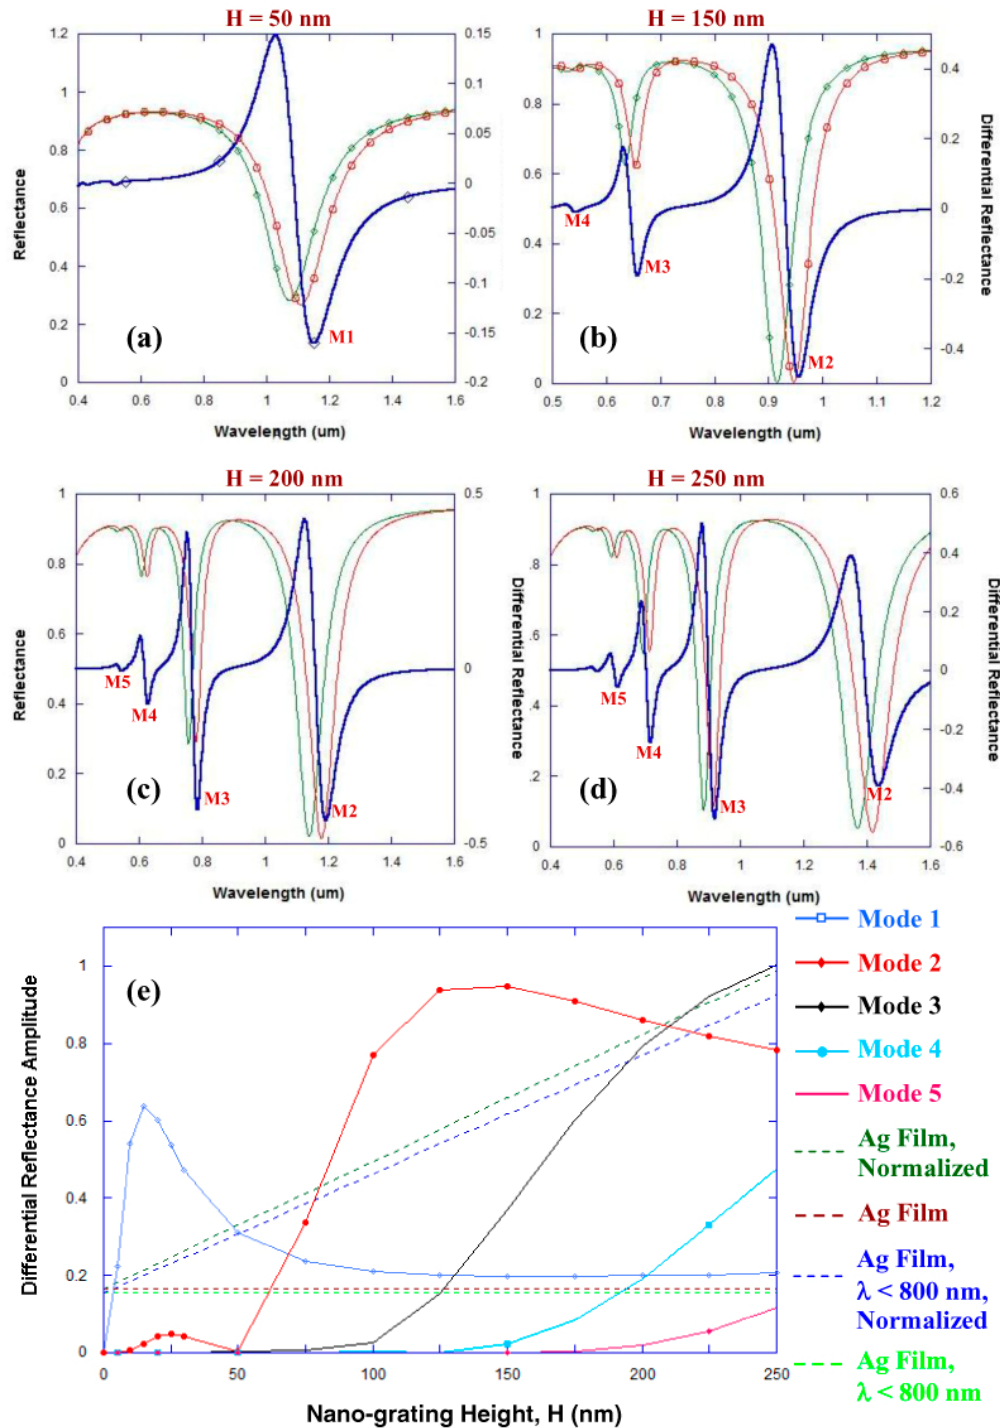 H = 50 nm
H = 150 nm
1.2
1
0.8
0.6
0.4
0.2
0
0.15
0.1
0.05
0
-0.05
-0.1
-0.15
-0.2
Reflectance
(a)
M1
0.4 0.6 0.8 1 1.2 1.4 1.6
Wavelength (um)
1
0.8
0.6
0.4
0.2
0
0.4
0.2
0
-0.2
-0.4
Differential Reflectance
M4
M3
(b)
M2
0.5 0.6 0.7 0.8 0.9 1 1.1 1.2
Wavelength (um)
H = 200 nm
H = 250 nm
1
0.8
0.6
0.4
0.2
0
0.5
0
-0.5
Reflectance
Differential Reflectance
M5
M4
(c)
M3
M2
0.4 0.6 0.8 1 1.2 1.4 1.6
Wavelength (um)
1
.8
.6
.4
.2
0
0.6
0.4
0.2
0
-0.2
-0.4
-0.6
Differential Reflectance
M5
M4
(d)
M3
M2
0.4 0.6 0.8 1 1.2 1.4 1.6
Wavelength (um)
(e)
Differential Reflectance Amplitude
1
0.8
0.6
0.4
0.2
0
0 50 100 150 200 250
Nano-grating Height, H (nm)
Mode 1
Mode 2
Mode 3
Mode 4
Mode 5
Ag Film,
Normalized
Ag Film
Ag Film,
λ < 800 nm,
Normalized
Ag Film,
λ < 800 nm